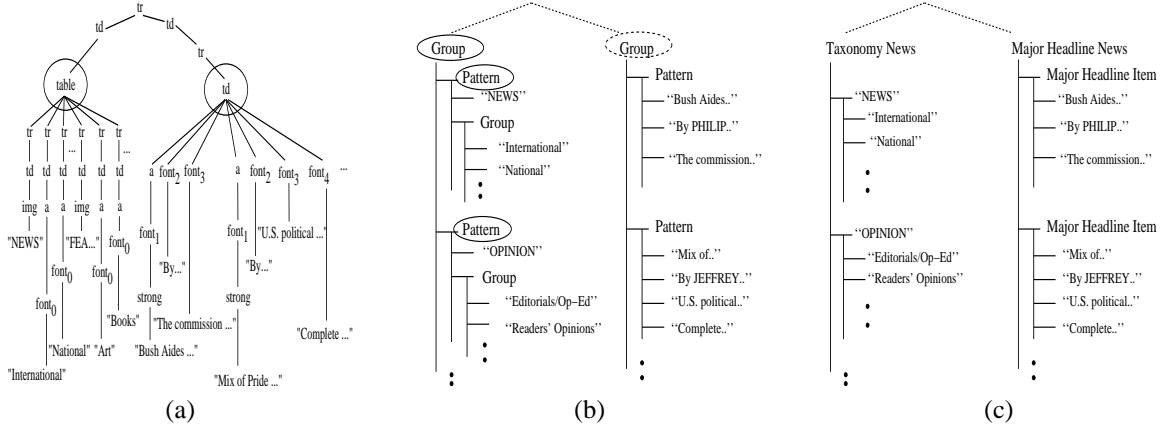 tr
td td
tr
table td
tr tr tr tr tr tr
... ...
td td td td td td
a font2 font3 a font2 font3 font4 ...
img a a img a a
"NEWS" "FEA..." font0 font1 font1 "U.S. political ..."
font0 font0 "By..." "By..."
font0 strong strong
"Books" "The commission ..." "Complete ..."
"National" "Art" "Bush Aides ..."
"International" "Mix of Pride ..."
(a)
Group Group
Pattern Pattern
“NEWS” “Bush Aides..”
Group “By PHILIP..”
“International” “The commission..”
“National”
Pattern Pattern
“OPINION” “Mix of..”
Group “By JEFFREY..”
“Editorials/Op–Ed” “U.S. political..”
“Readers’ Opinions” “Complete..”
(b)
Taxonomy News Major Headline News
Major Headline Item
“NEWS” “Bush Aides..”
“International” “By PHILIP..”
“National” “The commission..”
Major Headline Item
“OPINION” “Mix of..”
“Editorials/Op–Ed” “By JEFFREY..”
“Readers’ Opinions” “U.S. political..”
“Complete..”
(c)